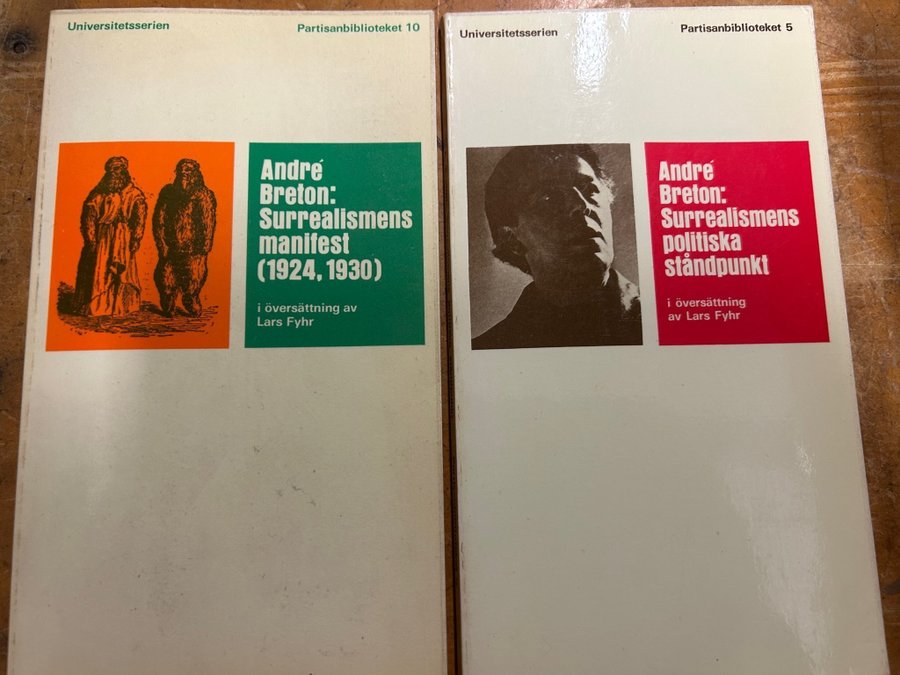 Universitetsserien
Partisanbiblioteket 10
André
Breton:
Surrealismens
manifest
(1924, 1930)
i översättning av
Lars Fyhr
Universitetsserien
Partisanbiblioteket 5
André
Breton:
Surrealismens
politiska
ståndpunkt
i översättning
av Lars Fyhr